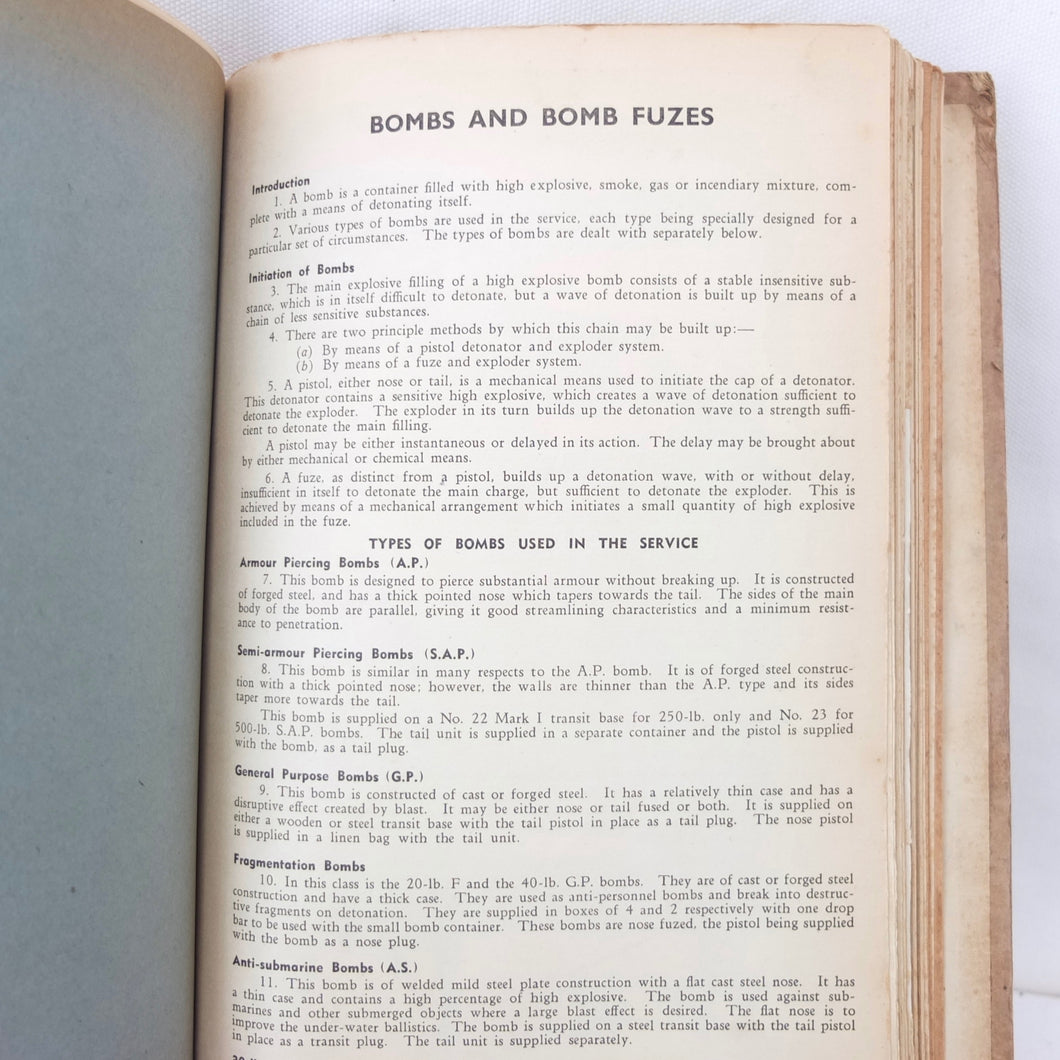 BOMBS AND BOMB FUZES
Introduction
1. A bomb is a container filled with high explosive, smoke, gas or incendiary mixture, com-
plete with a means of detonating itself.
2. Various types of bombs are used in the service, each type being specially designed for a
particular set of circumstances. The types of bombs are dealt with separately below.
Initiation of Bombs
3. The main explosive filling of a high explosive bomb consists of a stable insensitive sub-
stance, which is in itself difficult to detonate, but a wave of detonation is built up by means of a
chain of less sensitive substances.
4. There are two principle methods by which this chain may be built up:—
(a) By means of a pistol detonator and exploder system.
(b) By means of a fuze and exploder system.
5. A pistol, either nose or tail, is a mechanical means used to initiate the cap of a detonator.
This detonator contains a sensitive high explosive, which creates a wave of detonation sufficient to
detonate the exploder. The exploder in its turn builds up the detonation wave to a strength suffi-
cient to detonate the main filling.
A pistol may be either instantaneous or delayed in its action. The delay may be brought about
by either mechanical or chemical means.
6. A fuze, as distinct from a pistol, builds up a detonation wave, with or without delay,
insufficient in itself to detonate the main charge, but sufficient to detonate the exploder. This is
achieved by means of a mechanical arrangement which initiates a small quantity of high explosive
included in the fuze.
TYPES OF BOMBS USED IN THE SERVICE
Armour Piercing Bombs (A.P.)
7. This bomb is designed to pierce substantial armour without breaking up. It is constructed
of forged steel, and has a thick pointed nose which tapers towards the tail. The sides of the main
body of the bomb are parallel, giving it good streamlining characteristics and a minimum resist-
ance to penetration.
Semi-armour Piercing Bombs (S.A.P.)
8. This bomb is similar in many respects to the A.P. bomb. It is of forged steel construc-
tion with a thick pointed nose; however, the walls are thinner than the A.P. type and its sides
taper more towards the tail.
This bomb is supplied on a No. 22 Mark I transit base for 250-lb. only and No. 23 for
500-lb. S.A.P. bombs. The tail unit is supplied in a separate container and the pistol is supplied
with the bomb, as a tail plug.
General Purpose Bombs (G.P.)
9. This bomb is constructed of cast or forged steel. It has a relatively thin case and has a
disruptive effect created by blast. It may be either nose or tail fused or both. It is supplied on
either a wooden or steel transit base with the tail pistol in place as a tail plug. The nose pistol
is supplied in a linen bag with the tail unit.
Fragmentation Bombs
10. In this class is the 20-lb. F and the 40-lb. G.P. bombs. They are of cast or forged steel
construction and have a thick case. They are used as anti-personnel bombs and break into destruc-
tive fragments on detonation. They are supplied in boxes of 4 and 2 respectively with one drop
bar to be used with the small bomb container. These bombs are nose fuzed, the pistol being supplied
with the bomb as a nose plug.
Anti-submarine Bombs (A.S.)
11. This bomb is of welded mild steel plate construction with a flat cast steel nose. It has
a thin case and contains a high percentage of high explosive. The bomb is used against sub-
marines and other submerged objects where a large blast effect is desired. The flat nose is to
improve the under-water ballistics. The bomb is supplied on a steel transit base with the tail pistol
in place as a transit plug. The tail unit is supplied separately.